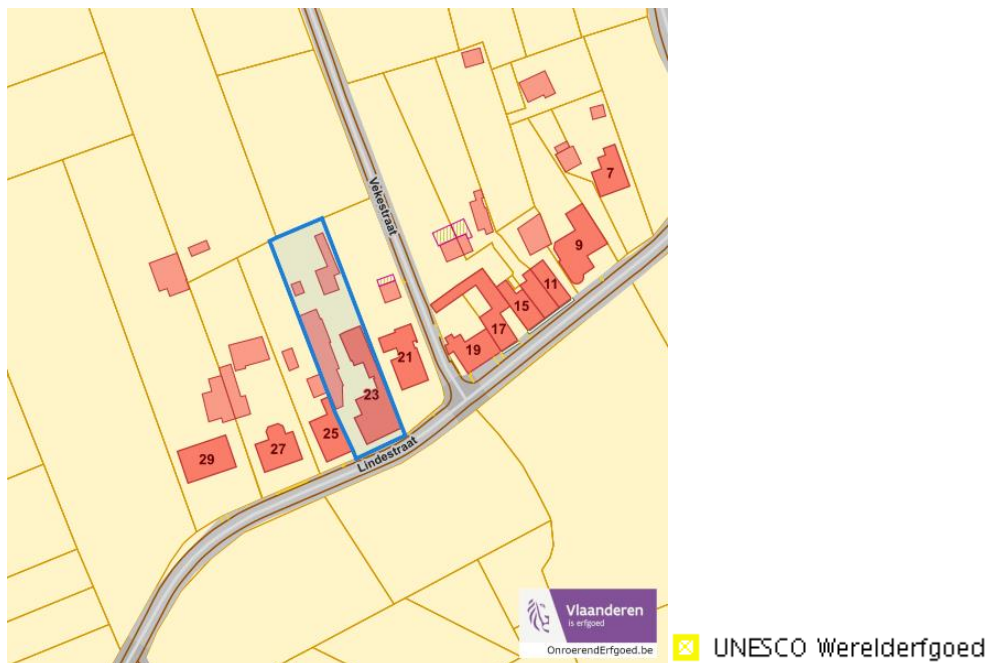 Vekestraat
7
9
11
15
17
19
21
23
25
27
29
Lindestraat
Vlaanderen
is erfgoed
OnroerendErfgoed.be
UNESCO Werelderfgoed